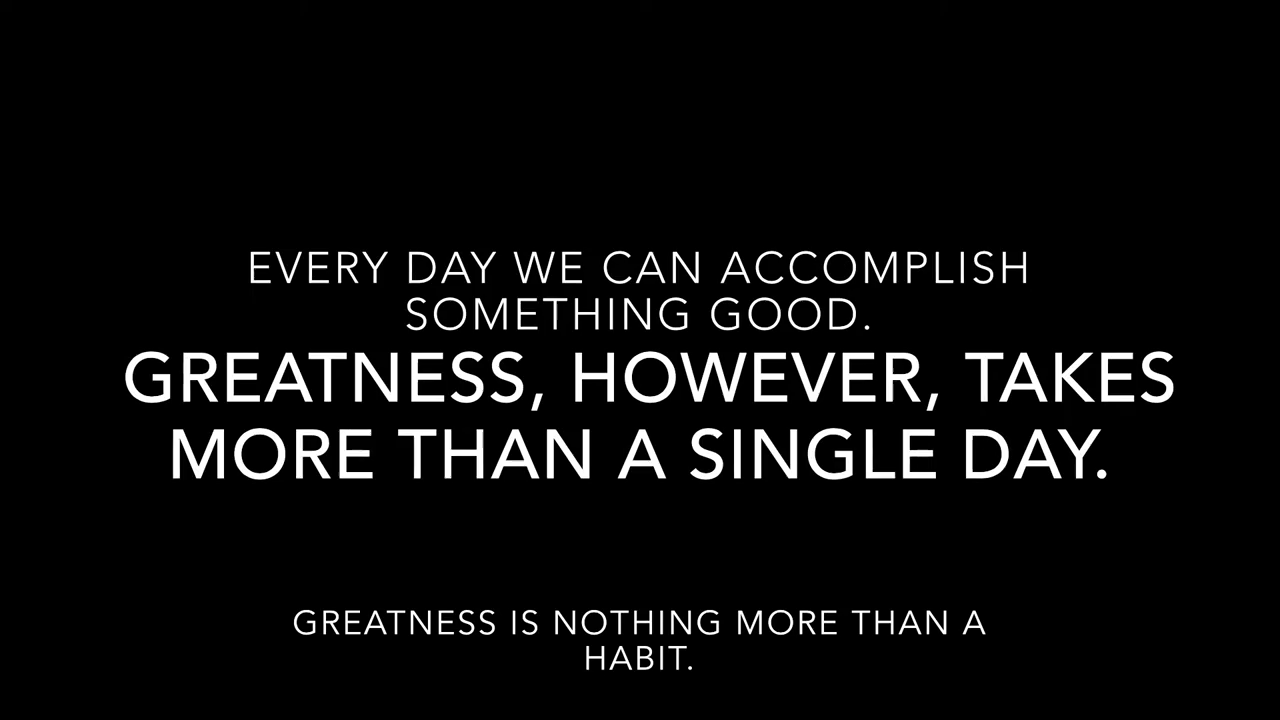 EVERY DAY WE CAN ACCOMPLISH
SOMETHING GOOD.
GREATNESS, HOWEVER, TAKES
MORE THAN A SINGLE DAY.
GREATNESS IS NOTHING MORE THAN A
HABIT.